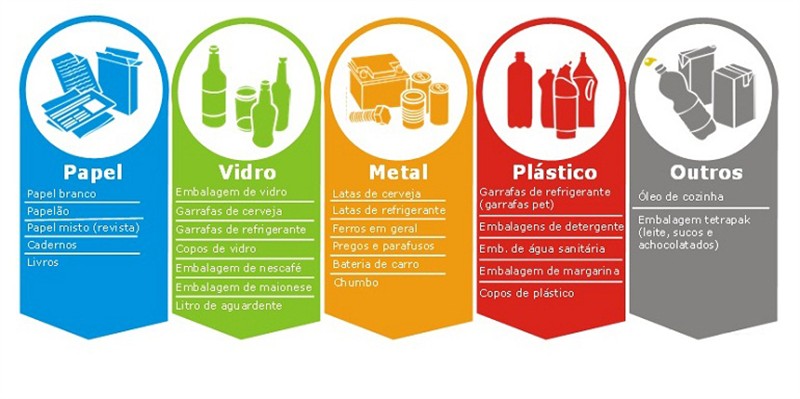 Papel
Papel branco
Papelão
Papel misto (revista)
Cadernos
Livros
Vidro
Embalagem de vidro
Garrafas de cerveja
Garrafas de refrigerante
Copos de vidro
Embalagem de nescafé
Embalagem de maionese
Litro de aguardente
Metal
Latas de cerveja
Latas de refrigerante
Ferros em geral
Pregos e parafusos
Bateria de carro
Chumbo
Plástico
Garrafas de refrigerante
(garrafas pet)
Embalagens de detergente
Emb. de água sanitária
Embalagem de margarina
Copos de plástico
Outros
Óleo de cozinha
Embalagem tetrapak
(leite, sucos e
achocolatados)